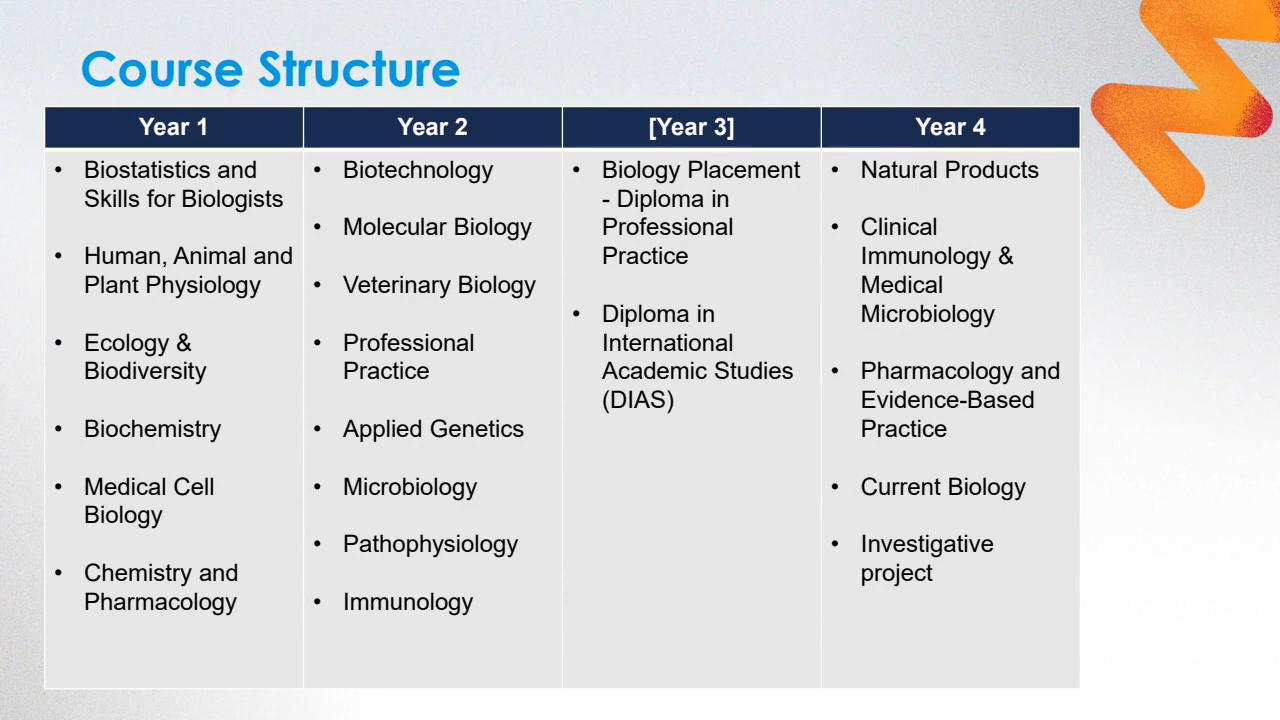 Course Structure
Year 1
Year 2
[Year 3]
Year 4
• Biostatistics and
Skills for Biologists
• Human, Animal and
Plant Physiology
• Ecology &
Biodiversity
• Biochemistry
• Medical Cell
Biology
• Chemistry and
Pharmacology
• Biotechnology
• Molecular Biology
• Veterinary Biology
• Professional
Practice
• Applied Genetics
• Microbiology
• Pathophysiology
• Immunology
• Biology Placement
- Diploma in
Professional
Practice
• Diploma in
International
Academic Studies
(DIAS)
• Natural Products
• Clinical
Immunology &
Medical
Microbiology
• Pharmacology and
Evidence-Based
Practice
• Current Biology
• Investigative
project